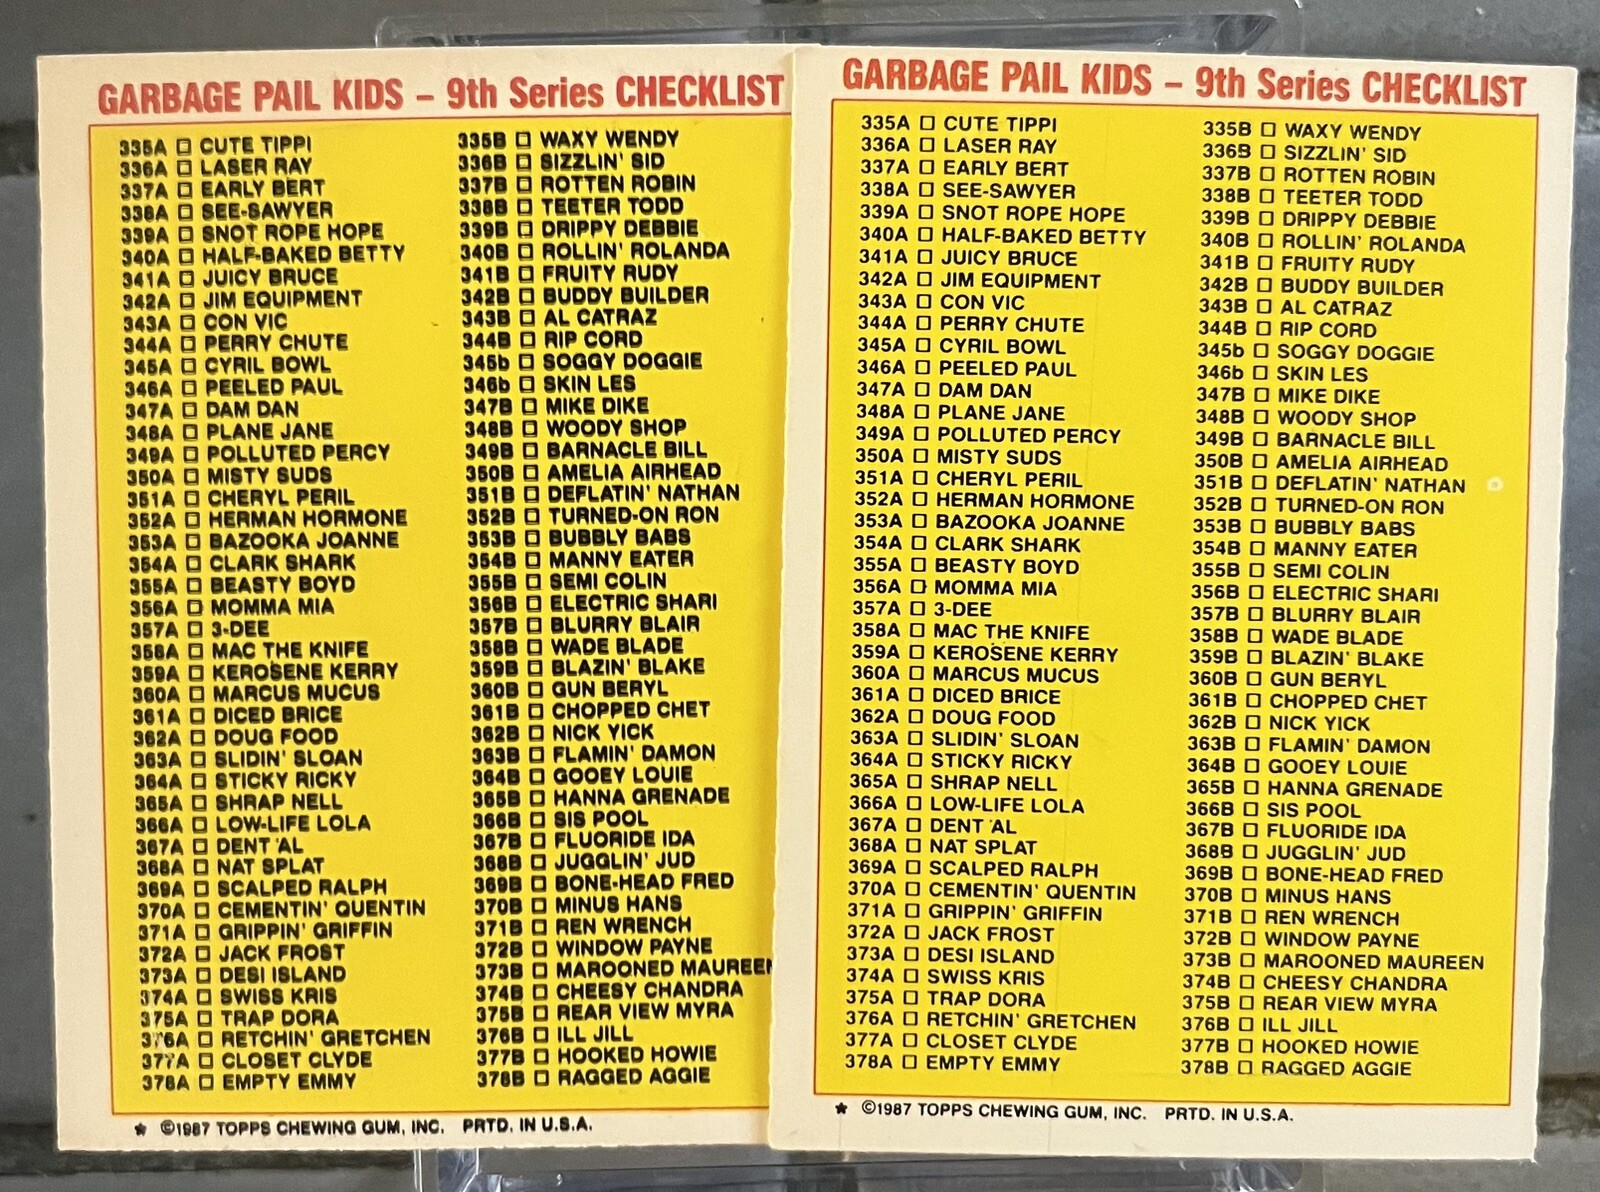 GARBAGE PAIL KIDS – 9th Series CHECKLIST
335A □ CUTE TIPPI
336A □ LASER RAY
337A □ EARLY BERT
338A □ SEE-SAWYER
339A □ SNOT ROPE HOPE
340A □ HALF-BAKED BETTY
341A □ JUICY BRUCE
342A □ JIM EQUIPMENT
343A □ CON VIC
344A □ PERRY CHUTE
345A □ CYRIL BOWL
346A □ PEELED PAUL
347A □ DAM DAN
348A □ PLANE JANE
349A □ POLLUTED PERCY
350A □ MISTY SUDS
351A □ CHERYL PERIL
352A □ HERMAN HORMONE
353A □ BAZOOKA JOANNE
354A □ CLARK SHARK
355A □ BEASTY BOYD
356A □ MOMMA MIA
357A □ 3-DEE
358A □ MAC THE KNIFE
359A □ KEROSENE KERRY
360A □ MARCUS MUCUS
361A □ DICED BRICE
362A □ DOUG FOOD
363A □ SLIDIN' SLOAN
364A □ STICKY RICKY
365A □ SHRAP NELL
366A □ LOW-LIFE LOLA
367A □ DENT 'AL
368A □ NAT SPLAT
369A □ SCALPED RALPH
370A □ CEMENTIN' QUENTIN
371A □ GRIPPIN' GRIFFIN
372A □ JACK FROST
373A □ DESI ISLAND
374A □ SWISS KRIS
375A □ TRAP DORA
376A □ RETCHIN' GRETCHEN
377A □ CLOSET CLYDE
378A □ EMPTY EMMY
335B □ WAXY WENDY
336B □ SIZZLIN' SID
337B □ ROTTEN ROBIN
338B □ TEETER TODD
339B □ DRIPPY DEBBIE
340B □ ROLLIN' ROLANDA
341B □ FRUITY RUDY
342B □ BUDDY BUILDER
343B □ AL CATRAZ
344B □ RIP CORD
345b □ SOGGY DOGGIE
346b □ SKIN LES
347B □ MIKE DIKE
348B □ WOODY SHOP
349B □ BARNACLE BILL
350B □ AMELIA AIRHEAD
351B □ DEFLATIN' NATHAN
352B □ TURNED-ON RON
353B □ BUBBLY BABS
354B □ MANNY EATER
355B □ SEMI COLIN
356B □ ELECTRIC SHARI
357B □ BLURRY BLAIR
358B □ WADE BLADE
359B □ BLAZIN' BLAKE
360B □ GUN BERYL
361B □ CHOPPED CHET
362B □ NICK YICK
363B □ FLAMIN' DAMON
364B □ GOOEY LOUIE
365B □ HANNA GRENADE
366B □ SIS POOL
367B □ FLUORIDE IDA
368B □ JUGGLIN' JUD
369B □ BONE-HEAD FRED
370B □ MINUS HANS
371B □ REN WRENCH
372B □ WINDOW PAYNE
373B □ MAROONED MAUREEN
374B □ CHEESY CHANDRA
375B □ REAR VIEW MYRA
376B □ ILL JILL
377B □ HOOKED HOWIE
378B □ RAGGED AGGIE
* ©1987 TOPPS CHEWING GUM, INC. PRTD. IN U.S.A.
GARBAGE PAIL KIDS – 9th Series CHECKLIST
335A □ CUTE TIPPI
336A □ LASER RAY
337A □ EARLY BERT
338A □ SEE-SAWYER
339A □ SNOT ROPE HOPE
340A □ HALF-BAKED BETTY
341A □ JUICY BRUCE
342A □ JIM EQUIPMENT
343A □ CON VIC
344A □ PERRY CHUTE
345A □ CYRIL BOWL
346A □ PEELED PAUL
347A □ DAM DAN
348A □ PLANE JANE
349A □ POLLUTED PERCY
350A □ MISTY SUDS
351A □ CHERYL PERIL
352A □ HERMAN HORMONE
353A □ BAZOOKA JOANNE
354A □ CLARK SHARK
355A □ BEASTY BOYD
356A □ MOMMA MIA
357A □ 3-DEE
358A □ MAC THE KNIFE
359A □ KEROSENE KERRY
360A □ MARCUS MUCUS
361A □ DICED BRICE
362A □ DOUG FOOD
363A □ SLIDIN' SLOAN
364A □ STICKY RICKY
365A □ SHRAP NELL
366A □ LOW-LIFE LOLA
367A □ DENT 'AL
368A □ NAT SPLAT
369A □ SCALPED RALPH
370A □ CEMENTIN' QUENTIN
371A □ GRIPPIN' GRIFFIN
372A □ JACK FROST
373A □ DESI ISLAND
374A □ SWISS KRIS
375A □ TRAP DORA
376A □ RETCHIN' GRETCHEN
377A □ CLOSET CLYDE
378A □ EMPTY EMMY
335B □ WAXY WENDY
336B □ SIZZLIN' SID
337B □ ROTTEN ROBIN
338B □ TEETER TODD
339B □ DRIPPY DEBBIE
340B □ ROLLIN' ROLANDA
341B □ FRUITY RUDY
342B □ BUDDY BUILDER
343B □ AL CATRAZ
344B □ RIP CORD
345b □ SOGGY DOGGIE
346b □ SKIN LES
347B □ MIKE DIKE
348B □ WOODY SHOP
349B □ BARNACLE BILL
350B □ AMELIA AIRHEAD
351B □ DEFLATIN' NATHAN
352B □ TURNED-ON RON
353B □ BUBBLY BABS
354B □ MANNY EATER
355B □ SEMI COLIN
356B □ ELECTRIC SHARI
357B □ BLURRY BLAIR
358B □ WADE BLADE
359B □ BLAZIN' BLAKE
360B □ GUN BERYL
361B □ CHOPPED CHET
362B □ NICK YICK
363B □ FLAMIN' DAMON
364B □ GOOEY LOUIE
365B □ HANNA GRENADE
366B □ SIS POOL
367B □ FLUORIDE IDA
368B □ JUGGLIN' JUD
369B □ BONE-HEAD FRED
370B □ MINUS HANS
371B □ REN WRENCH
372B □ WINDOW PAYNE
373B □ MAROONED MAUREEN
374B □ CHEESY CHANDRA
375B □ REAR VIEW MYRA
376B □ ILL JILL
377B □ HOOKED HOWIE
378B □ RAGGED AGGIE
* ©1987 TOPPS CHEWING GUM, INC. PRTD. IN U.S.A.